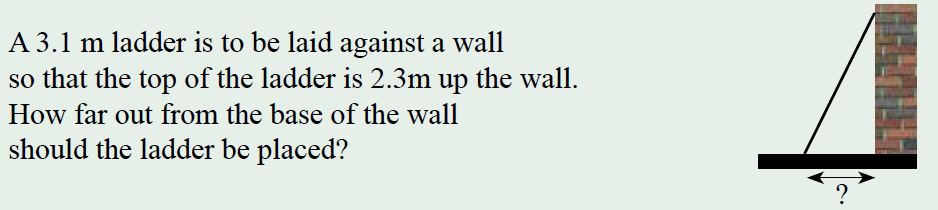 A 3.1 m ladder is to be laid against a wall
so that the top of the ladder is 2.3m up the wall.
How far out from the base of the wall
should the ladder be placed?
?